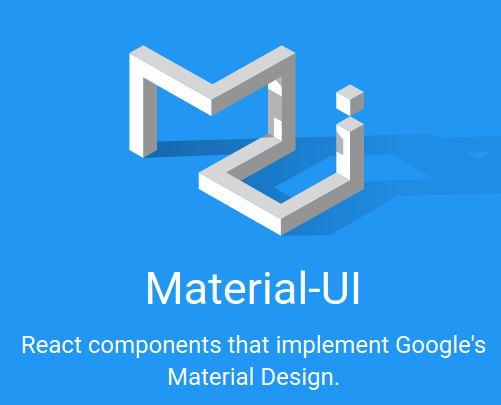 Material-UI
React components that implement Google's
Material Design.